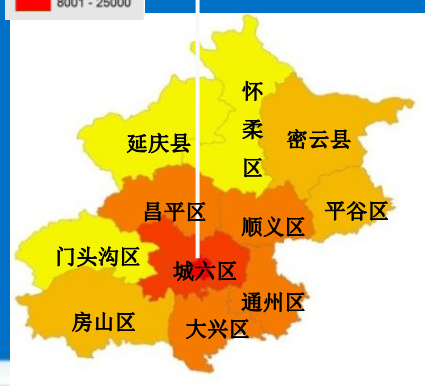 8001 - 25000
怀柔区
延庆县
密云县
昌平区
平谷区
顺义区
门头沟区
城六区
通州区
房山区
大兴区